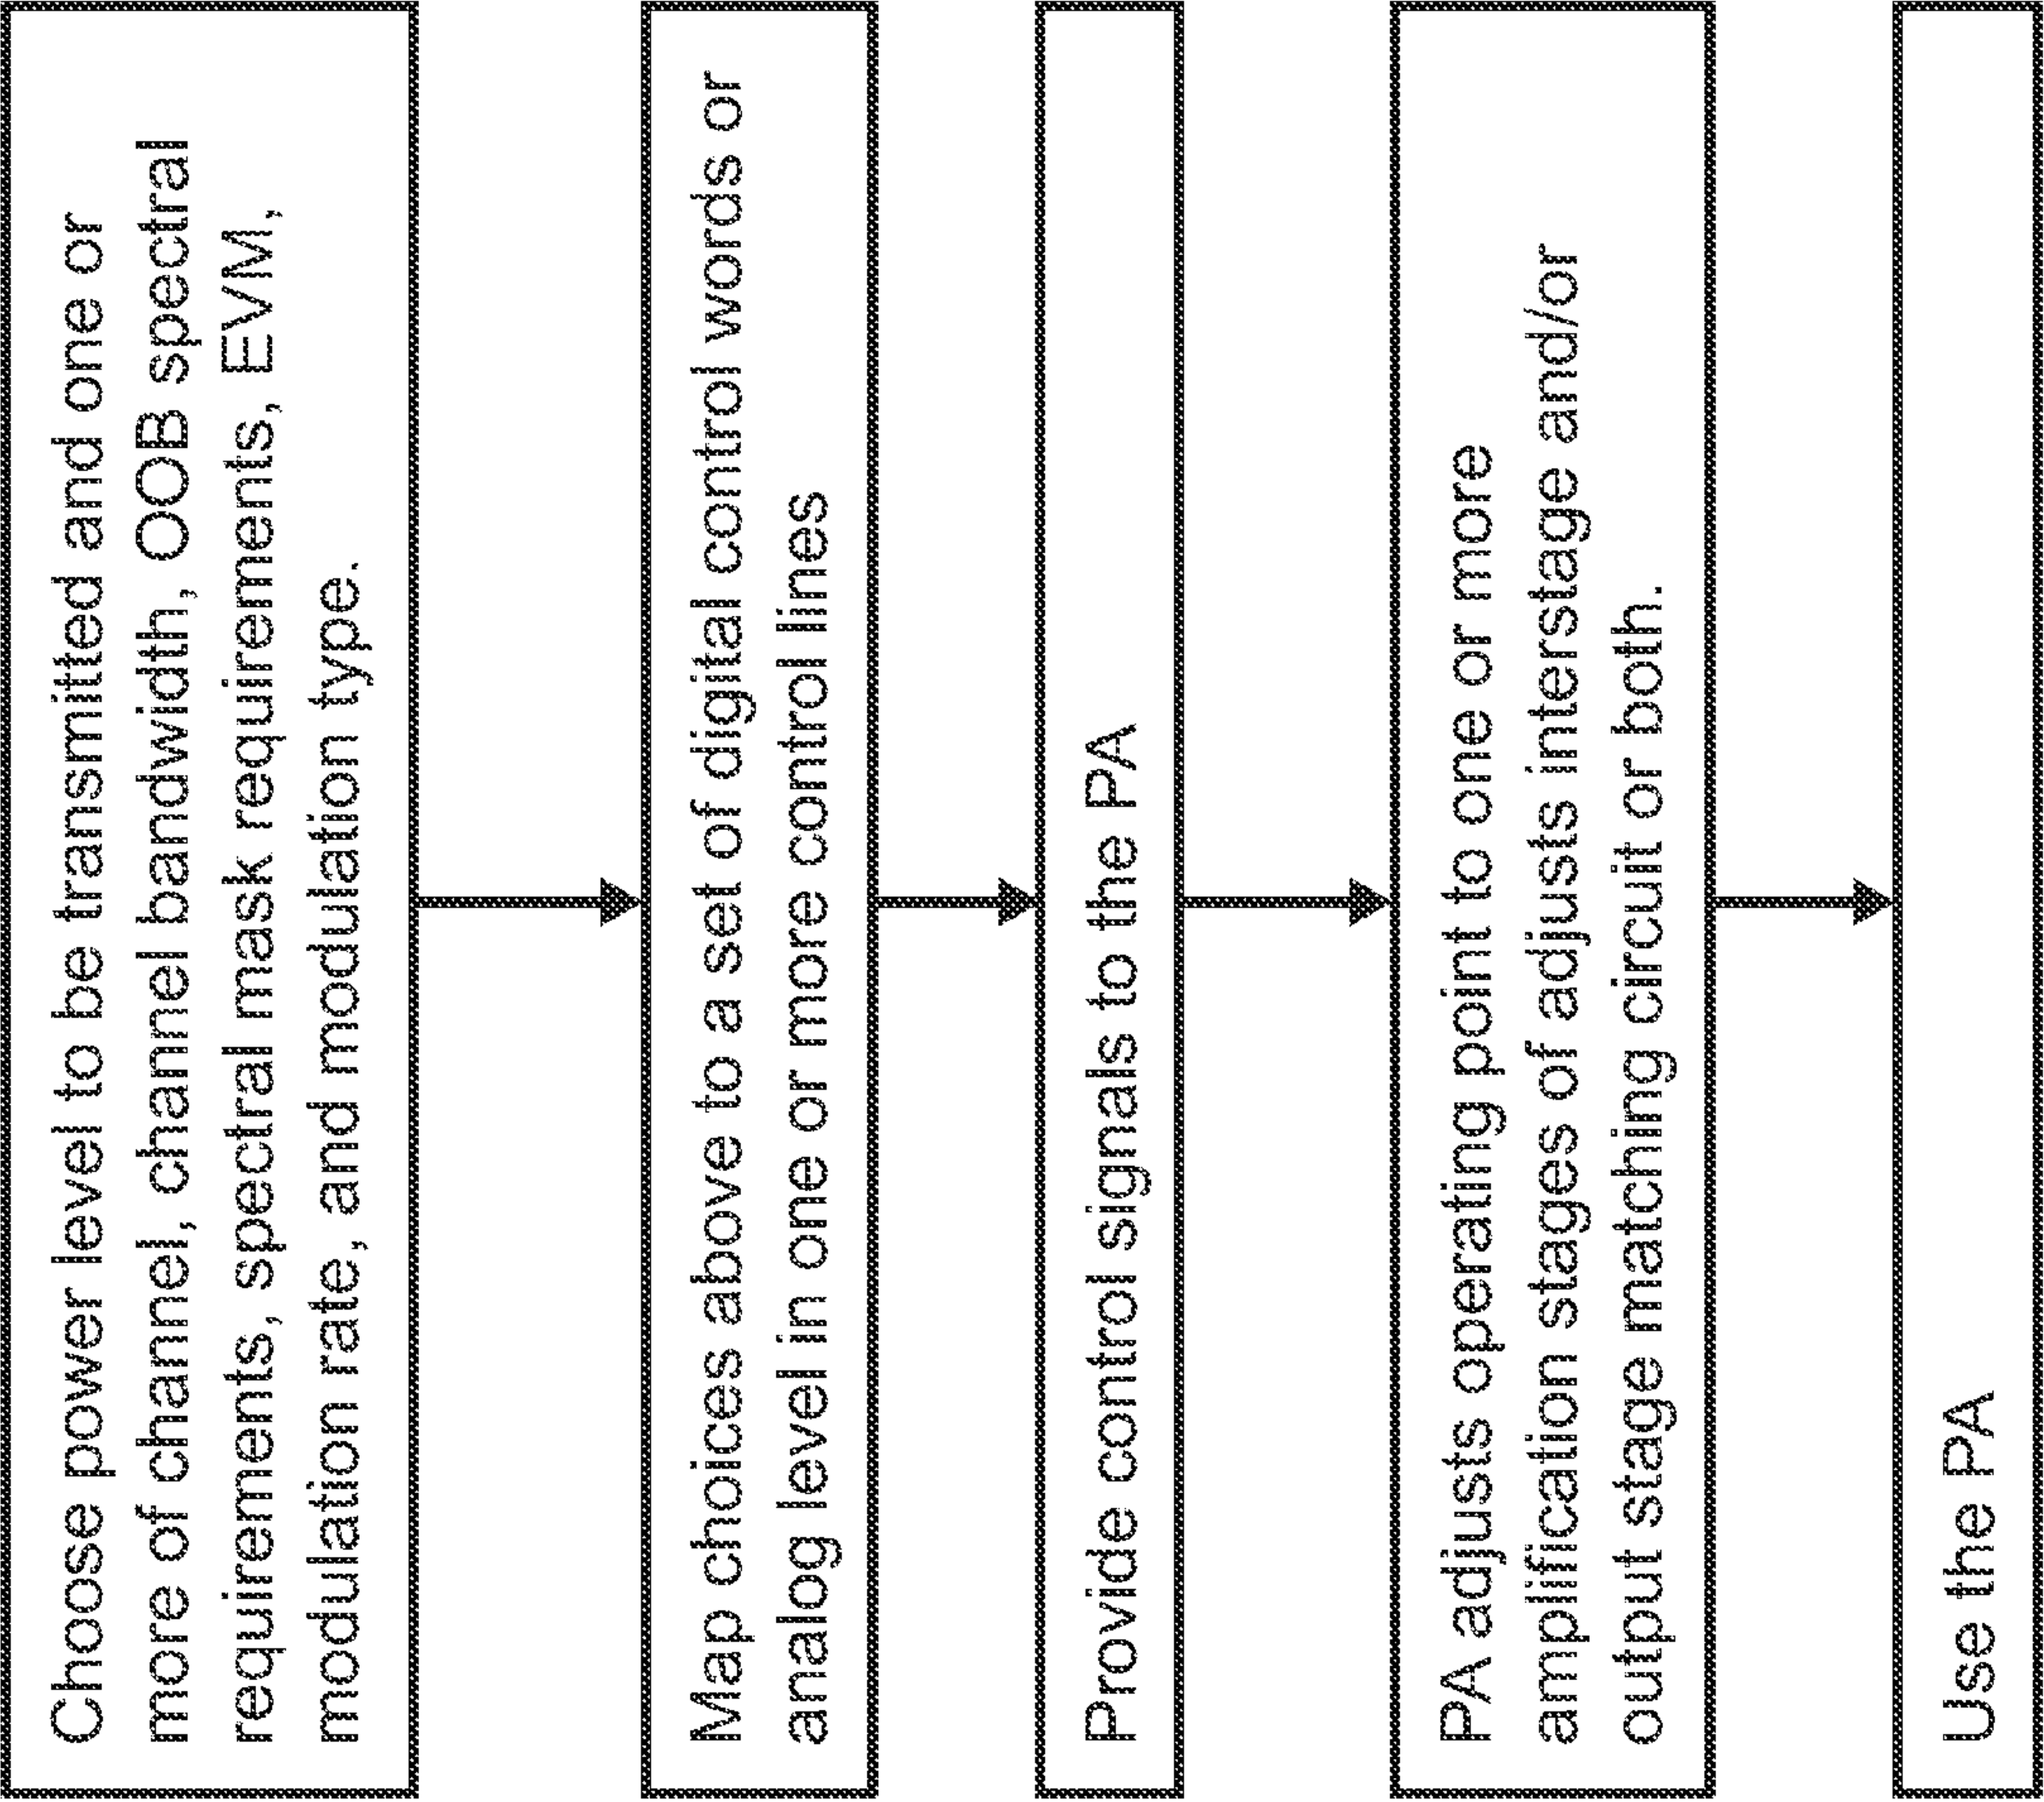 Choose power level to be transmitted and one or
more of channel, channel bandwidth, OOB spectral
requirements, spectral mask requirements, EVM,
modulation rate, and modulation type.
Map choices above to a set of digital control words or
analog level in one or more control lines
Provide control signals to the PA
PA adjusts operating point to one or more
amplification stages of adjusts interstage and/or
output stage matching circuit or both.
Use the PA